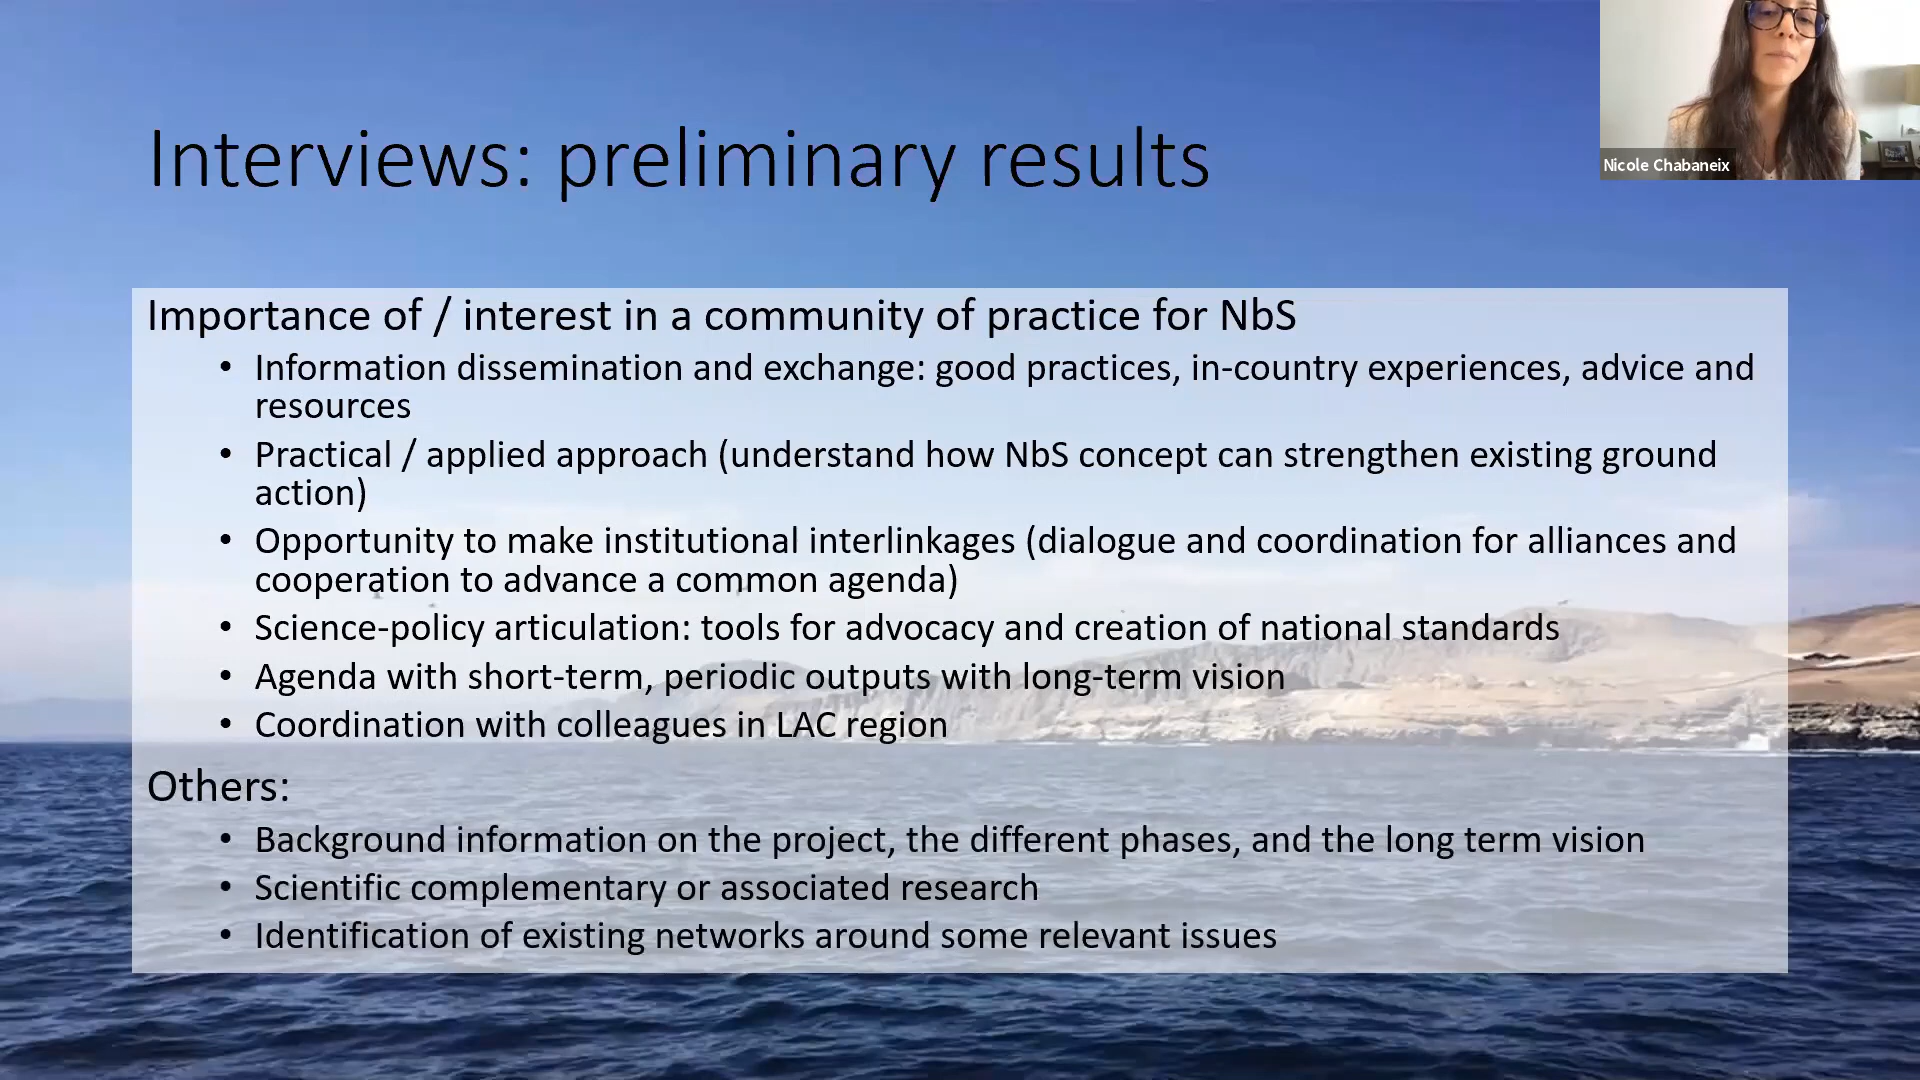 Interviews: preliminary results
Nicole Chabaneix
Importance of / interest in a community of practice for NbS
• Information dissemination and exchange: good practices, in-country experiences, advice and
resources
• Practical / applied approach (understand how NbS concept can strengthen existing ground
action)
• Opportunity to make institutional interlinkages (dialogue and coordination for alliances and
cooperation to advance a common agenda)
• Science-policy articulation: tools for advocacy and creation of national standards
• Agenda with short-term, periodic outputs with long-term vision
• Coordination with colleagues in LAC region
Others:
• Background information on the project, the different phases, and the long term vision
• Scientific complementary or associated research
• Identification of existing networks around some relevant issues